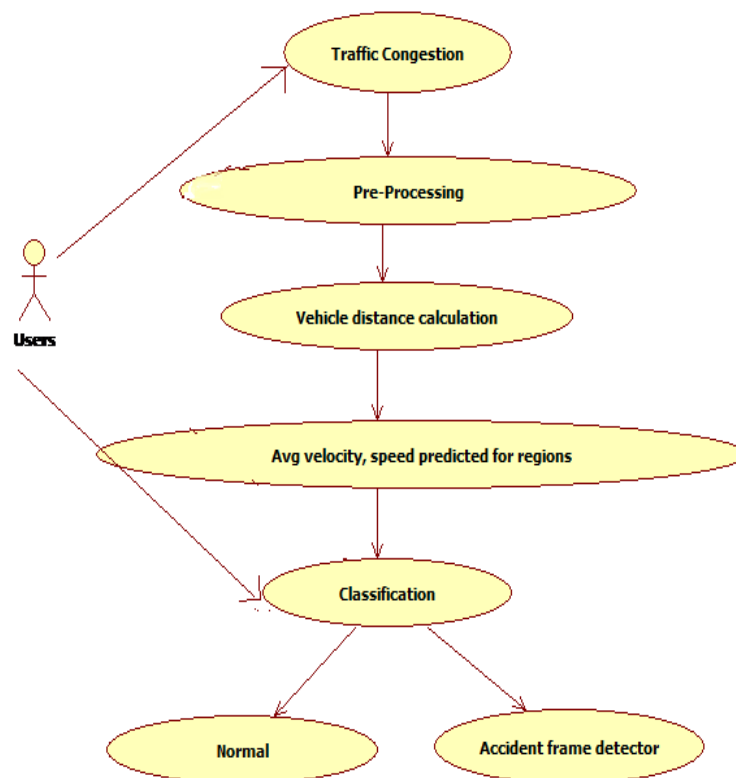 Traffic Congestion
Pre-Processing
Users
Vehicle distance calculation
Avg velocity, speed predicted for regions
Classification
Normal
Accident frame detector